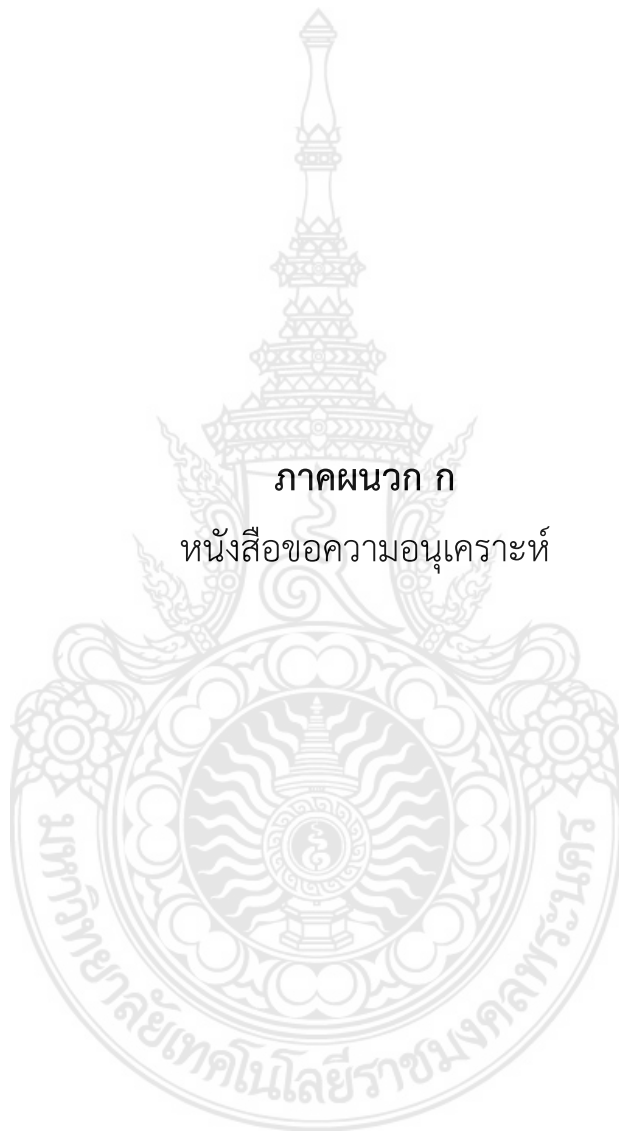 ภาคผนวก ก
หนังสือขอความอนุเคราะห์
มหาวิทยาลัยเทคโนโลยีราชมงคลพระนคร